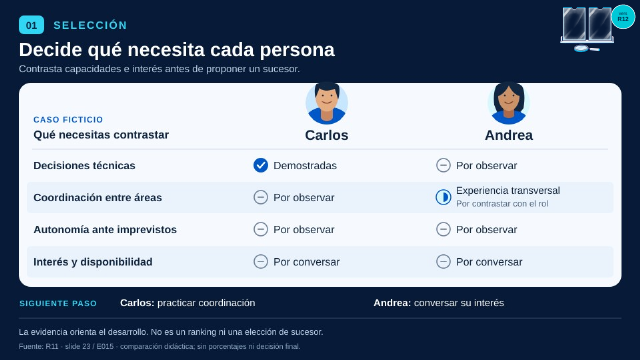 01 SELECCIÓN
R12
Decide qué necesita cada persona
Contrasta capacidades e interés antes de proponer un sucesor.
CASO FICTICIO
Qué necesitas contrastar
Carlos
Andrea
Decisiones técnicas
Demostradas
Por observar
Coordinación entre áreas
Por observar
Experiencia transversal
Por contrastar con el rol
Autonomía ante imprevistos
Por observar
Por observar
Interés y disponibilidad
Por conversar
Por conversar
SIGUIENTE PASO
Carlos: practicar coordinación
Andrea: conversar su interés
La evidencia orienta el desarrollo. No es un ranking ni una elección de sucesor.
Fuente: R11 · slide 23 / E015 · comparación didáctica; sin porcentajes ni decisión final.